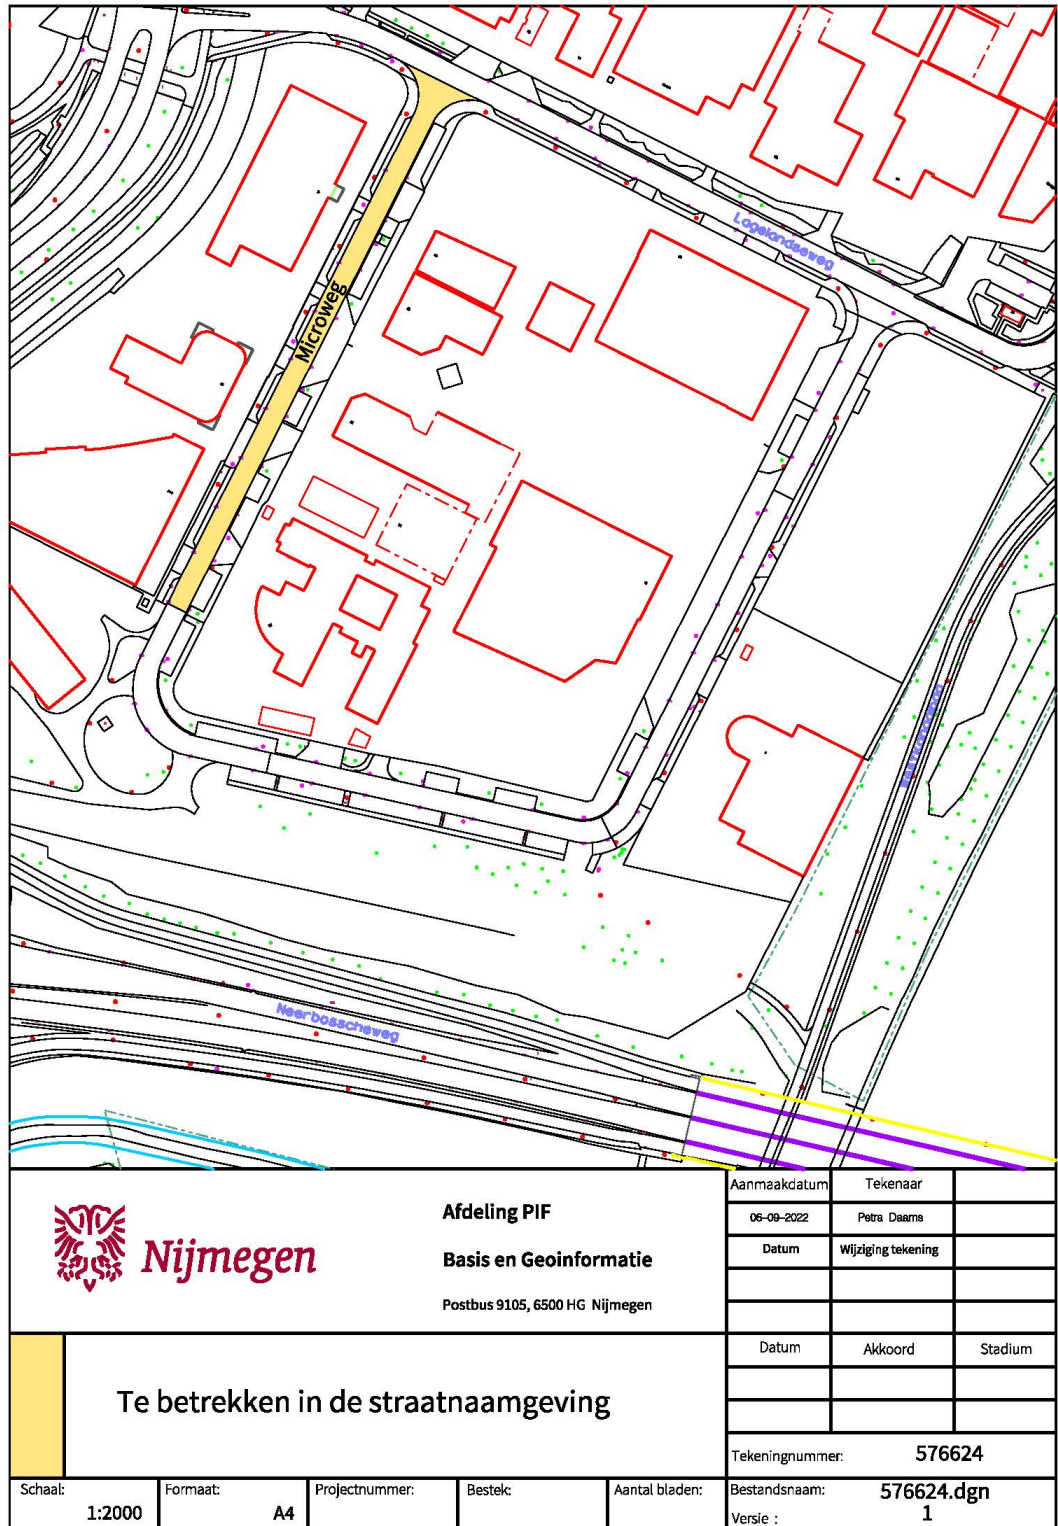 Lagelandseweg
Microweg
Neerbosscheweg
Nijmegen
Afdeling PIF
Basis en Geoinformatie
Postbus 9105, 6500 HG Nijmegen
Aanmaakdatum Tekenaar
06-09-2022 Petra Daams
Datum Wijziging tekening
Datum Akkoord Stadium
Te betrekken in de straatnaamgeving
Tekeningnummer: 576624
Schaal: 1:2000
Formaat: A4
Projectnummer:
Bestek:
Aantal bladen:
Bestandsnaam: 576624.dgn
Versie : 1